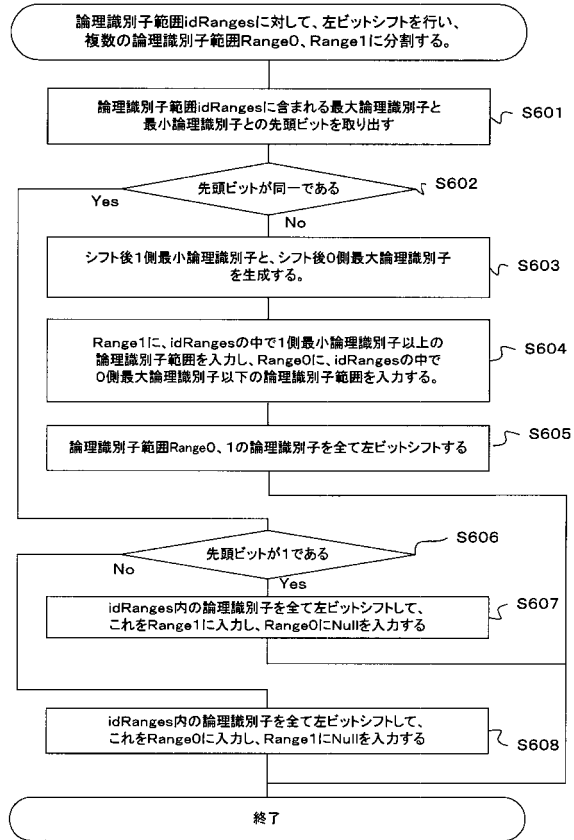 論理識別子範囲idRangesに対して、左ビットシフトを行い、
複数の論理識別子範囲Range0、Range1に分割する。
論理識別子範囲idRangesに含まれる最大論理識別子と
最小論理識別子との先頭ビットを取り出す
S601
先頭ビットが同一である
S602
Yes
No
シフト後1側最小論理識別子と、シフト後0側最大論理識別子
を生成する。
S603
Range1に、idRangesの中で1側最小論理識別子以上の
論理識別子範囲を入力し、Range0に、idRangesの中で
0側最大論理識別子以下の論理識別子範囲を入力する。
S604
論理識別子範囲Range0、1の論理識別子を全て左ビットシフトする
S605
先頭ビットが1である
S606
No
Yes
idRanges内の論理識別子を全て左ビットシフトして、
これをRange1に入力し、Range0にNullを入力する
S607
idRanges内の論理識別子を全て左ビットシフトして、
これをRange0に入力し、Range1にNullを入力する
S608
終了